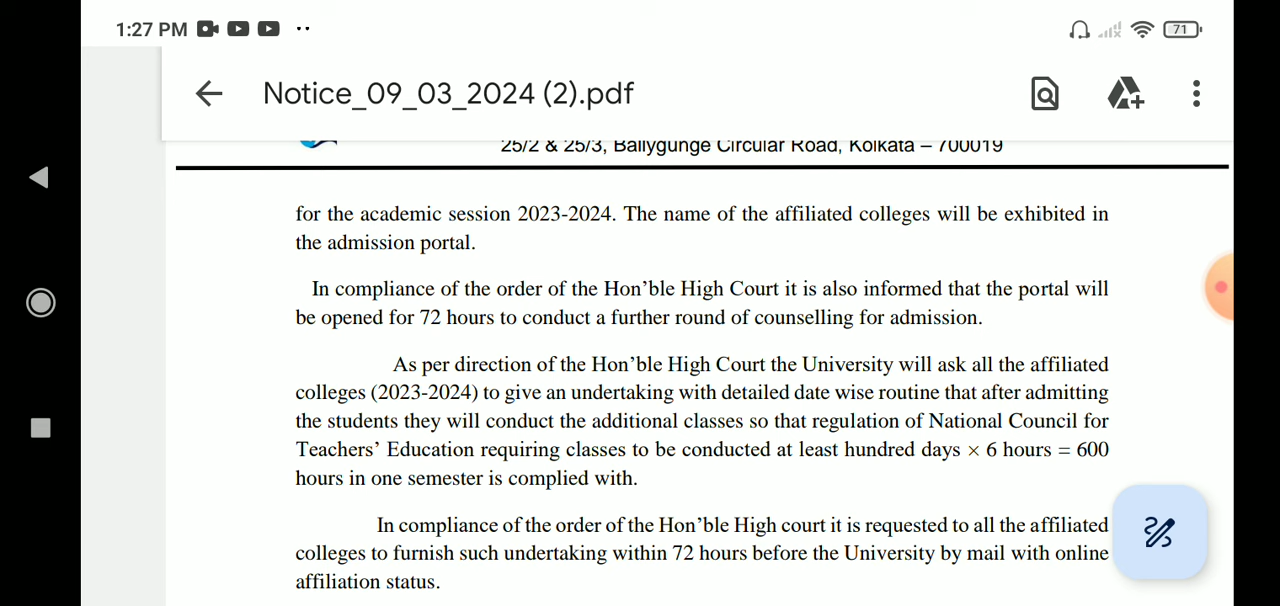 1:27 PM
71
Notice_09_03_2024 (2).pdf
25/2 & 25/3, Ballygunge Circular Road, Kolkata – 700019
for the academic session 2023-2024. The name of the affiliated colleges will be exhibited in
the admission portal.
In compliance of the order of the Hon’ble High Court it is also informed that the portal will
be opened for 72 hours to conduct a further round of counselling for admission.
As per direction of the Hon’ble High Court the University will ask all the affiliated
colleges (2023-2024) to give an undertaking with detailed date wise routine that after admitting
the students they will conduct the additional classes so that regulation of National Council for
Teachers’ Education requiring classes to be conducted at least hundred days × 6 hours = 600
hours in one semester is complied with.
In compliance of the order of the Hon’ble High court it is requested to all the affiliated
colleges to furnish such undertaking within 72 hours before the University by mail with online
affiliation status.